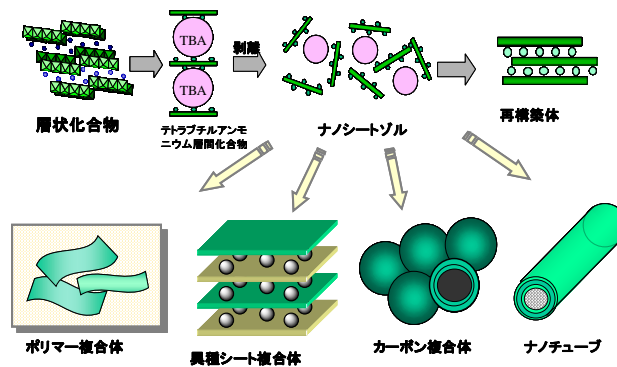 TBA
TBA
剥離
層状化合物
テトラブチルアンモ
ニウム層間化合物
ナノシートゾル
再構築体
ポリマー複合体
異種シート複合体
カーボン複合体
ナノチューブ